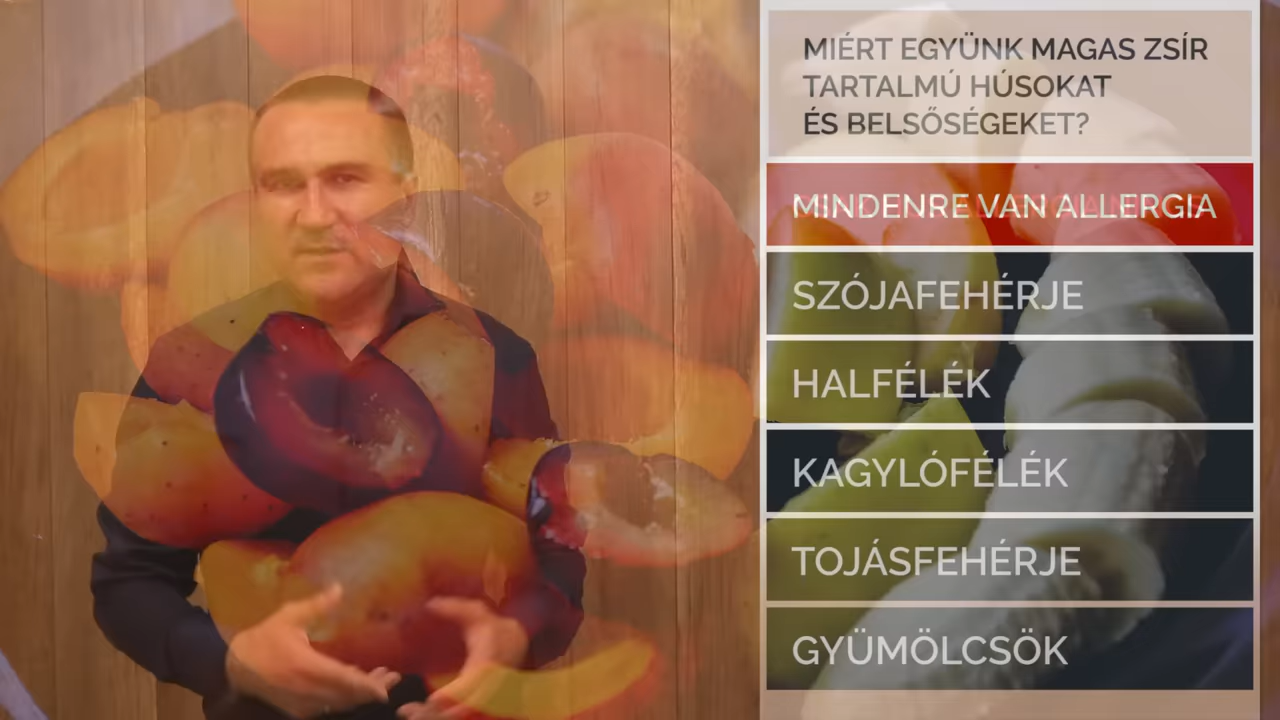 MIÉRT EGYÜNK MAGAS ZSÍR
TARTALMÚ HÚSOKAT
ÉS BELSŐSÉGEKET?
MINDENRE VAN ALLERGIA
SZÓJAFEHÉRJE
HALFÉLÉK
KAGYLÓFÉLÉK
TOJÁSFEHÉRJE
GYÜMÖLCSÖK